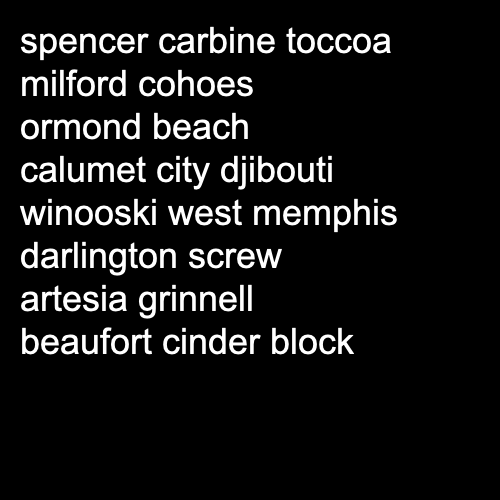 spencer carbine toccoa
milford cohoes
ormond beach
calumet city djibouti
winooski west memphis
darlington screw
artesia grinnell
beaufort cinder block